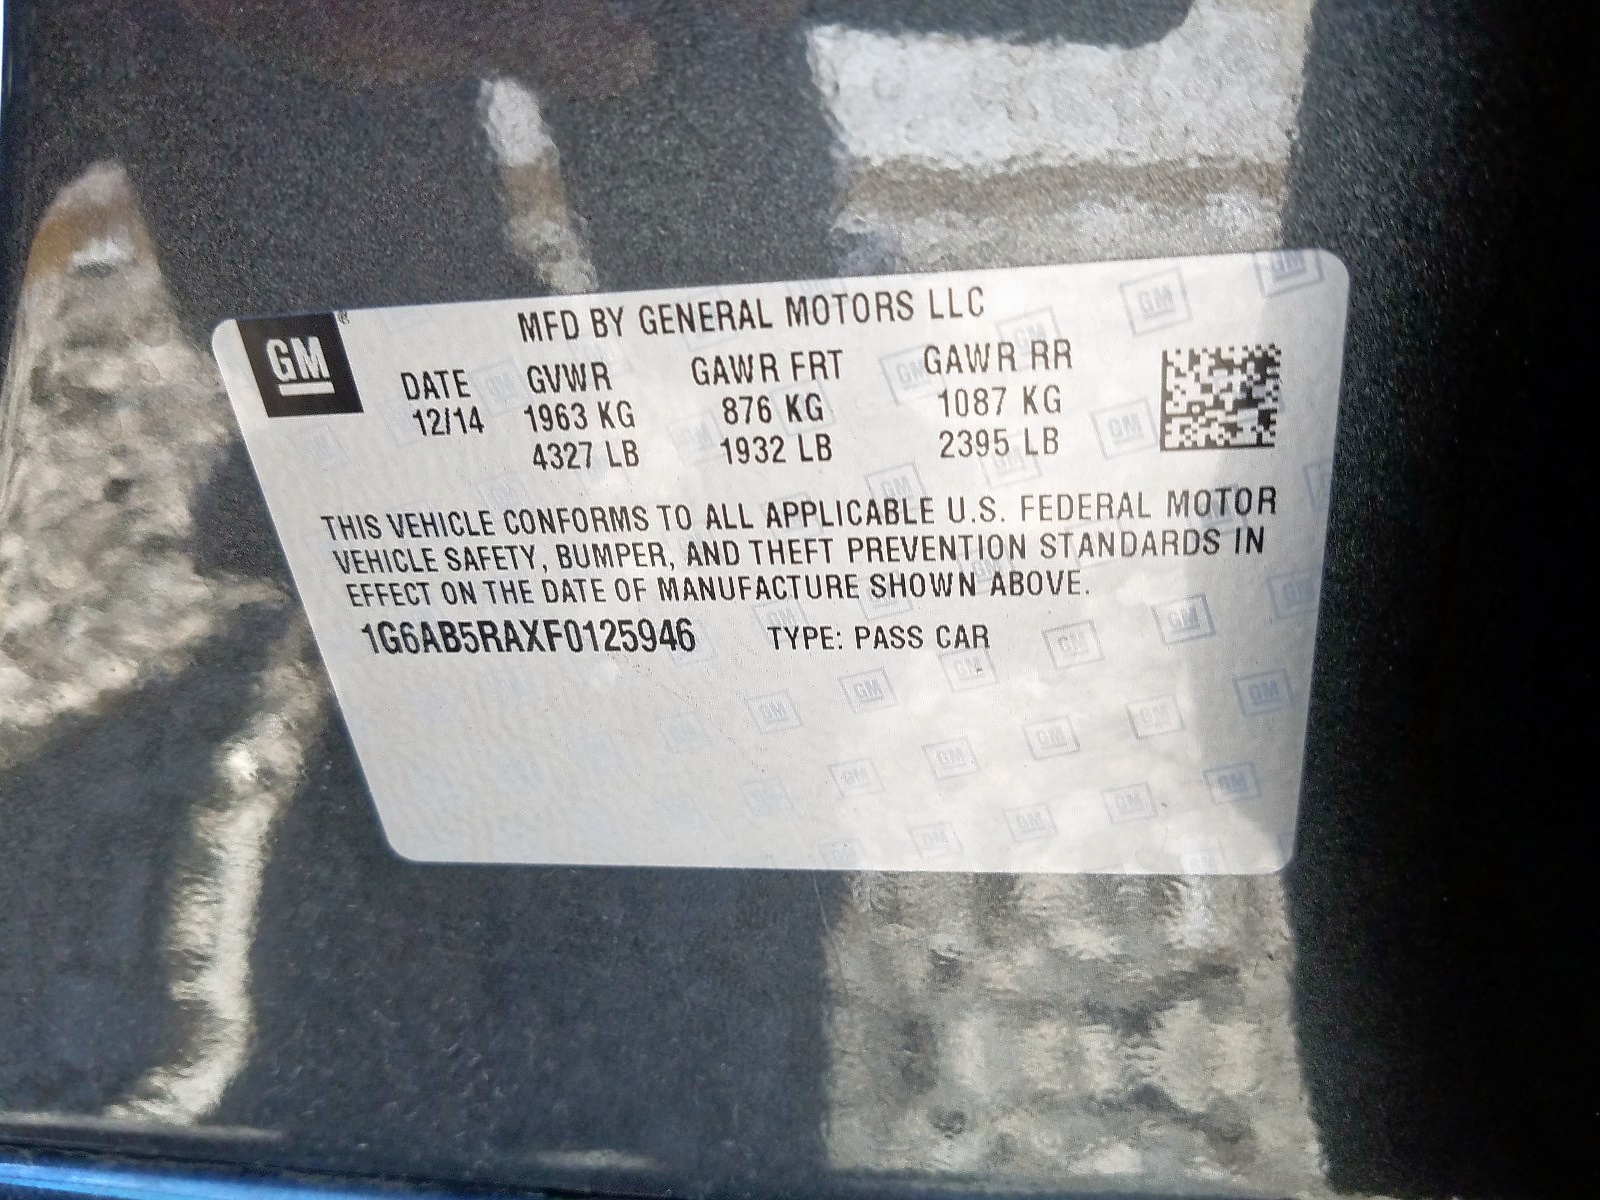 GM
MFD BY GENERAL MOTORS LLC
DATE GVWR GAWR FRT GAWR RR
12/14 1963 KG 876 KG 1087 KG
4327 LB 1932 LB 2395 LB
THIS VEHICLE CONFORMS TO ALL APPLICABLE U.S. FEDERAL MOTOR
VEHICLE SAFETY, BUMPER, AND THEFT PREVENTION STANDARDS IN
EFFECT ON THE DATE OF MANUFACTURE SHOWN ABOVE.
1G6AB5RAXF0125946 TYPE: PASS CAR